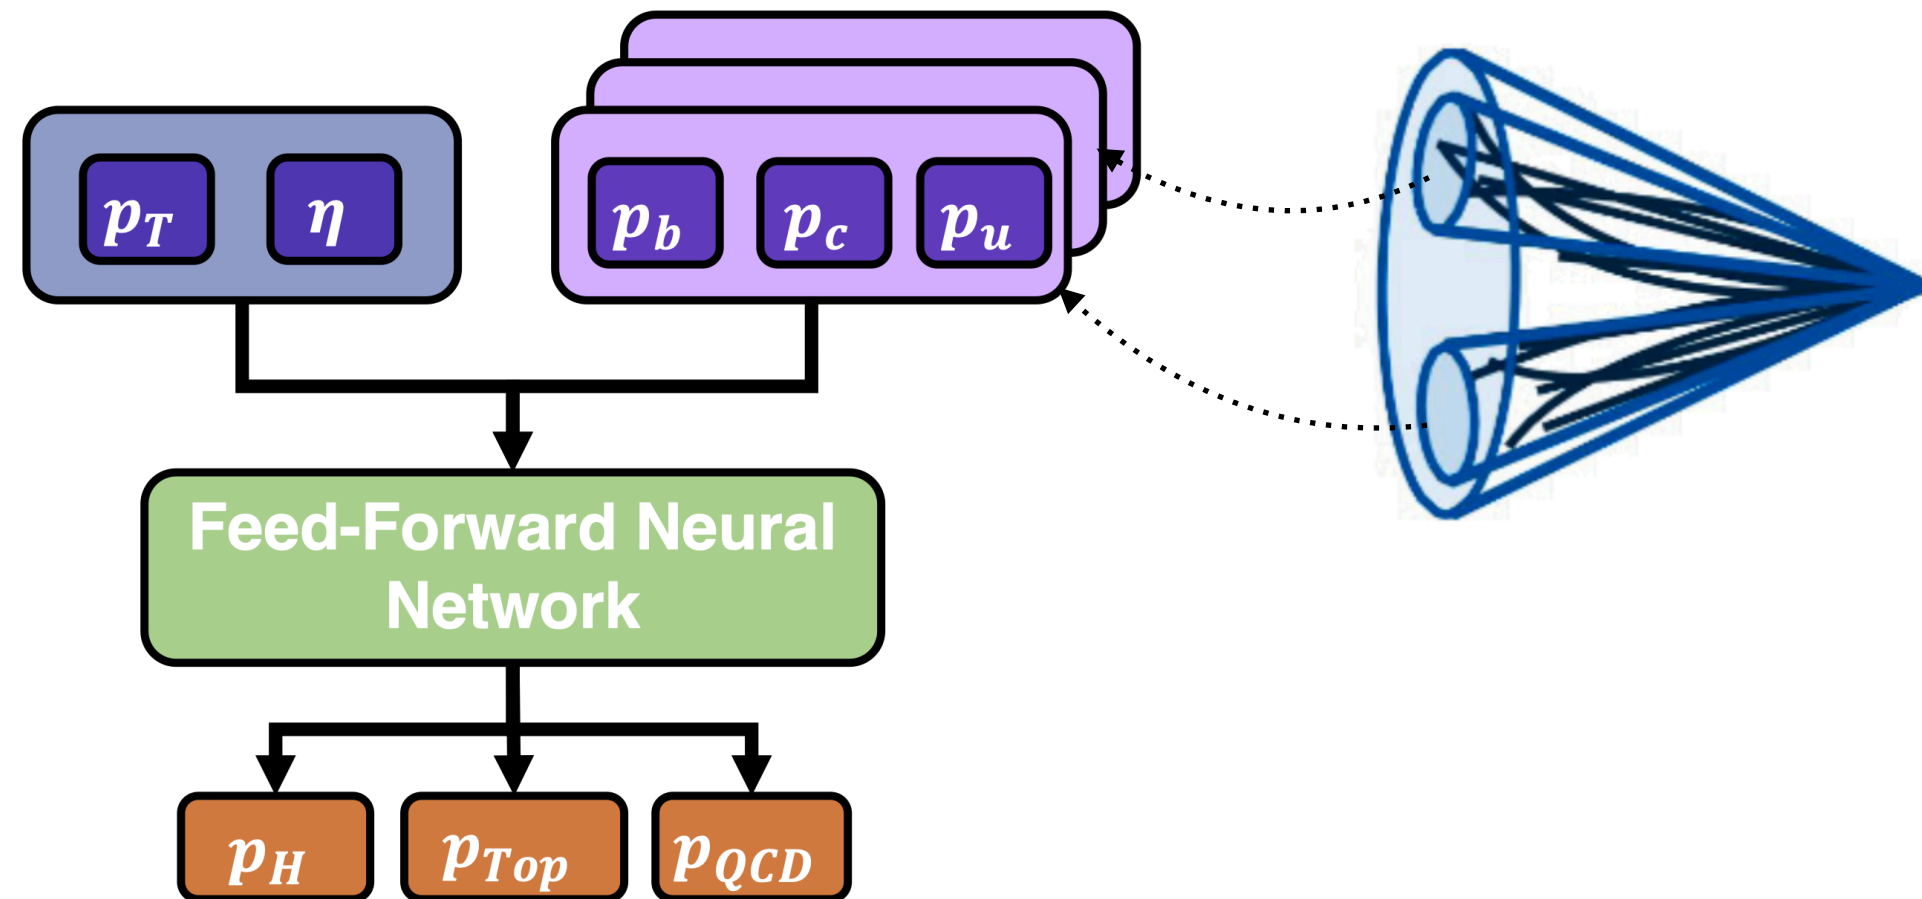 p_T η
p_b p_c p_u
Feed-Forward Neural
Network
p_H p_Top p_QCD